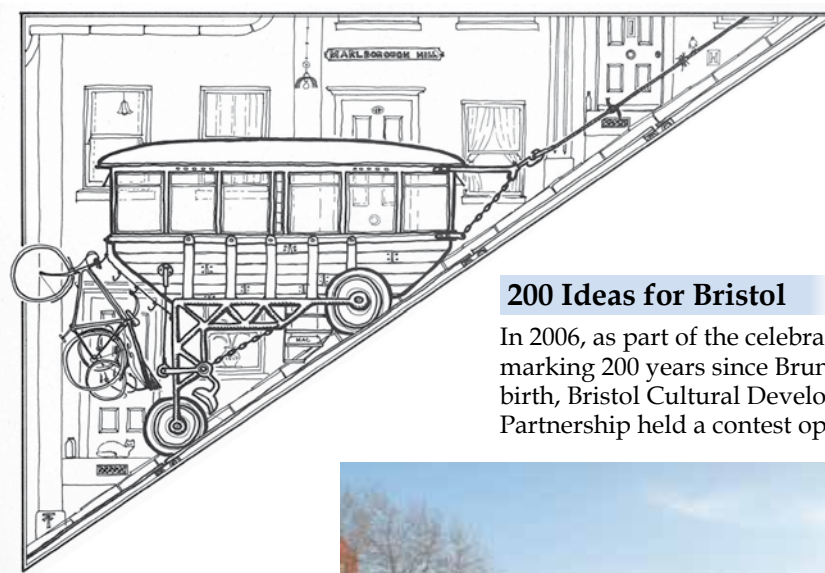 MARLBOROUGH HILL
200 Ideas for Bristol
In 2006, as part of the celebra
marking 200 years since Brun
birth, Bristol Cultural Develo
Partnership held a contest op